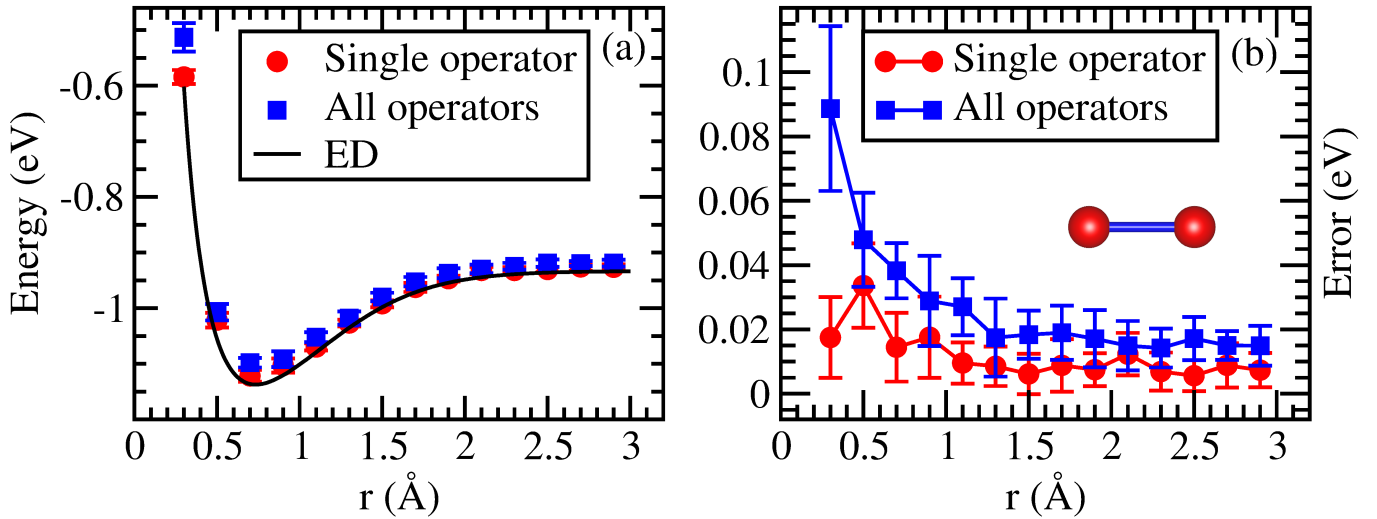 (a)
Single operator
All operators
ED
-0.6
-0.8
-1
Energy (eV)
0 0.5 1 1.5 2 2.5 3
r (Å)
(b)
Single operator
All operators
0.1
0.08
0.06
0.04
0.02
0
Error (eV)
0 0.5 1 1.5 2 2.5 3
r (Å)